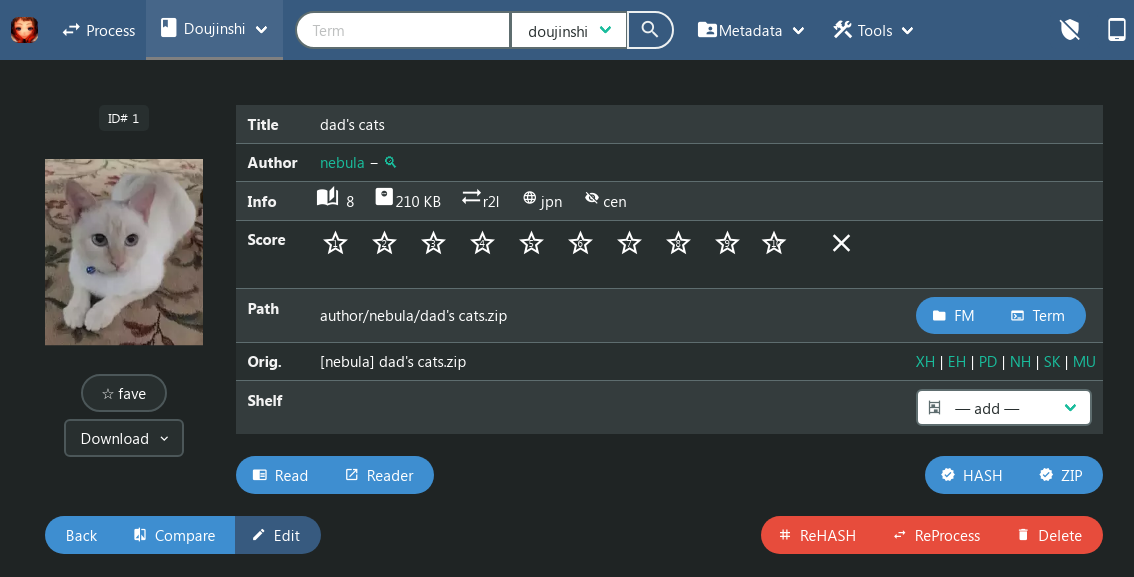 Process Doujinshi Term doujinshi Metadata Tools
ID# 1
Title dad's cats
Author nebula –
Info 8 210 KB r2l jpn cen
Score
Path author/nebula/dad's cats.zip FM Term
Orig. [nebula] dad's cats.zip XH | EH | PD | NH | SK | MU
Shelf — add —
☆ fave
Download
Read Reader HASH ZIP
Back Compare Edit ReHASH ReProcess Delete